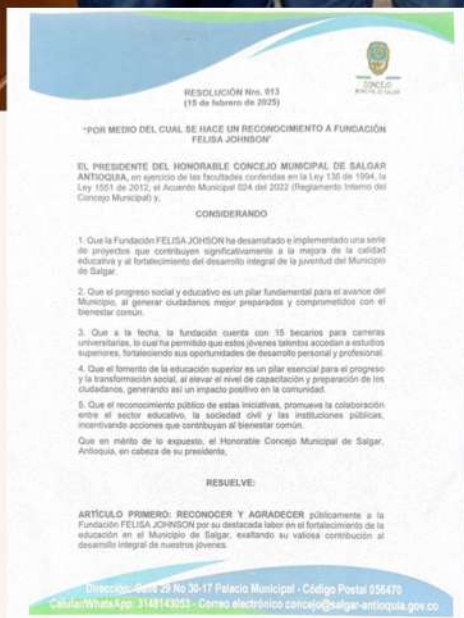 CONCEJO
MUNICIPAL DE SALGAR
RESOLUCIÓN Nro. 013
(15 de febrero de 2025)
"POR MEDIO DEL CUAL SE HACE UN RECONOCIMIENTO A FUNDACIÓN
FELISA JOHNSON"
EL PRESIDENTE DEL HONORABLE CONCEJO MUNICIPAL DE SALGAR
ANTIOQUIA, en ejercicio de las facultades conferidas en la Ley 136 de 1994, la
Ley 1551 de 2012, el Acuerdo Municipal 024 del 2022 (Reglamento Interno del
Concejo Municipal) y,
CONSIDERANDO
1. Que la Fundación FELISA JOHSON ha desarrollado e implementado una serie
de proyectos que contribuyen significativamente a la mejora de la calidad
educativa y al fortalecimiento del desarrollo integral de la juventud del Municipio
de Salgar.
2. Que el progreso social y educativo es un pilar fundamental para el avance del
Municipio, al generar ciudadanos mejor preparados y comprometidos con el
bienestar común.
3. Que a la fecha, la fundación cuenta con 15 becarios para carreras
universitarias, lo cual ha permitido que estos jóvenes talentos accedan a estudios
superiores, fortaleciendo sus oportunidades de desarrollo personal y profesional.
4. Que el fomento de la educación superior es un pilar esencial para el progreso
y la transformación social, al elevar el nivel de capacitación y preparación de los
ciudadanos, generando así un impacto positivo en la comunidad.
5. Que el reconocimiento público de estas iniciativas, promueve la colaboración
entre el sector educativo, la sociedad civil y las instituciones públicas,
incentivando acciones que contribuyan al bienestar común.
Que en mérito de lo expuesto, el Honorable Concejo Municipal de Salgar,
Antioquia, en cabeza de su presidente,
RESUELVE:
ARTÍCULO PRIMERO: RECONOCER Y AGRADECER públicamente a la
Fundación FELISA JOHNSON por su destacada labor en el fortalecimiento de la
educación en el Municipio de Salgar, exaltando su valiosa contribución al
desarrollo integral de nuestros jóvenes.
Dirección: Calle 29 No 30-17 Palacio Municipal - Código Postal 056470
Celular/WhatsApp: 3148143053 - Correo electrónico concejo@salgar-antioquia.gov.co